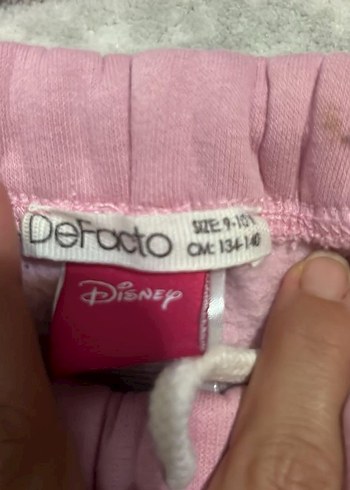 DeFacto
SIZE: 9-10Y
CM: 134-140
DISNEY